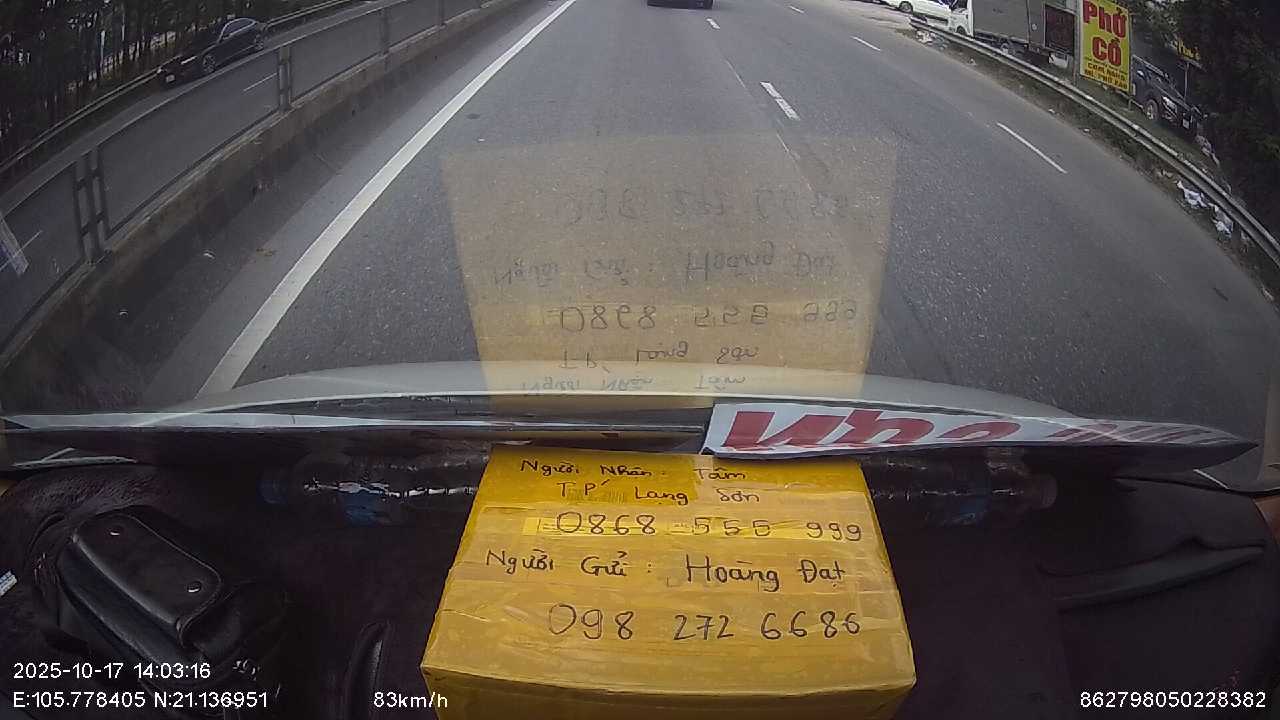 PHỞ
CỒ
Người Nhận: Tâm
T.P' Lạng Sơn
0868 555 999
Người Gửi : Hoàng Đạt
098 272 6686
2025-10-17 14:03:16
E:105.778405 N:21.136951
83km/h
862798050228382